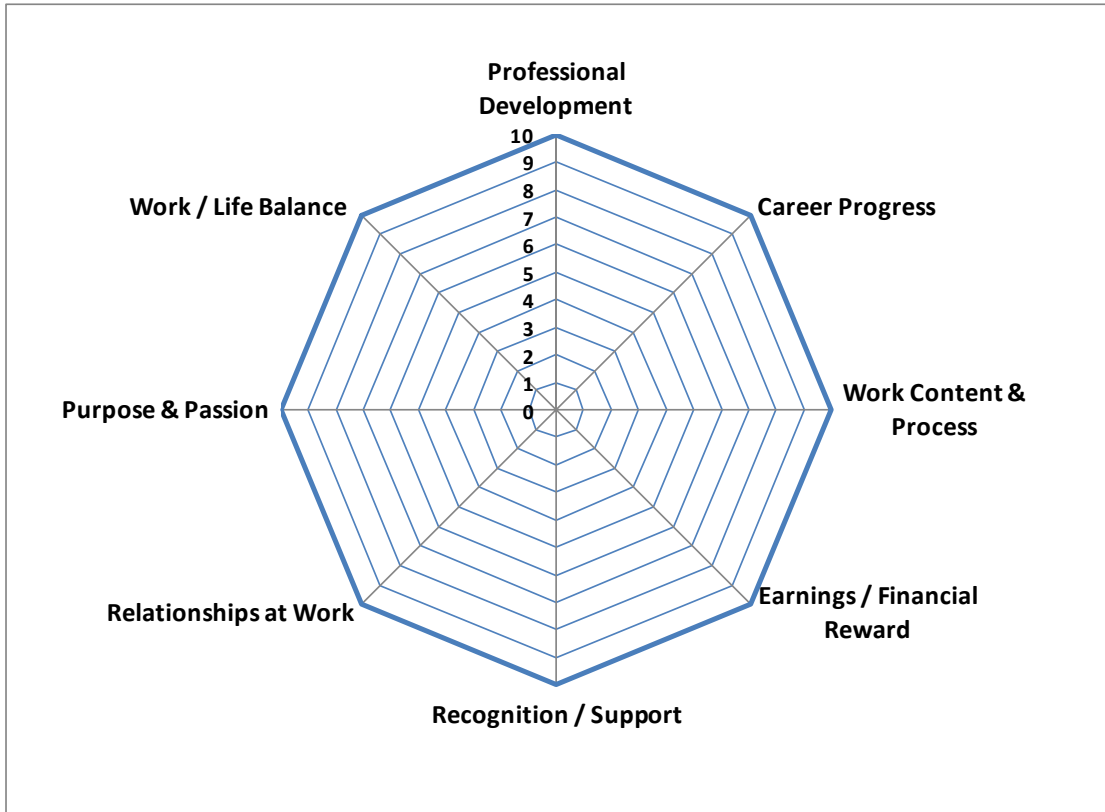 Professional
Development
10
9
8
7
6
5
4
3
2
1
0
Work / Life Balance
Career Progress
Purpose & Passion
Work Content &
Process
Relationships at Work
Earnings / Financial
Reward
Recognition / Support